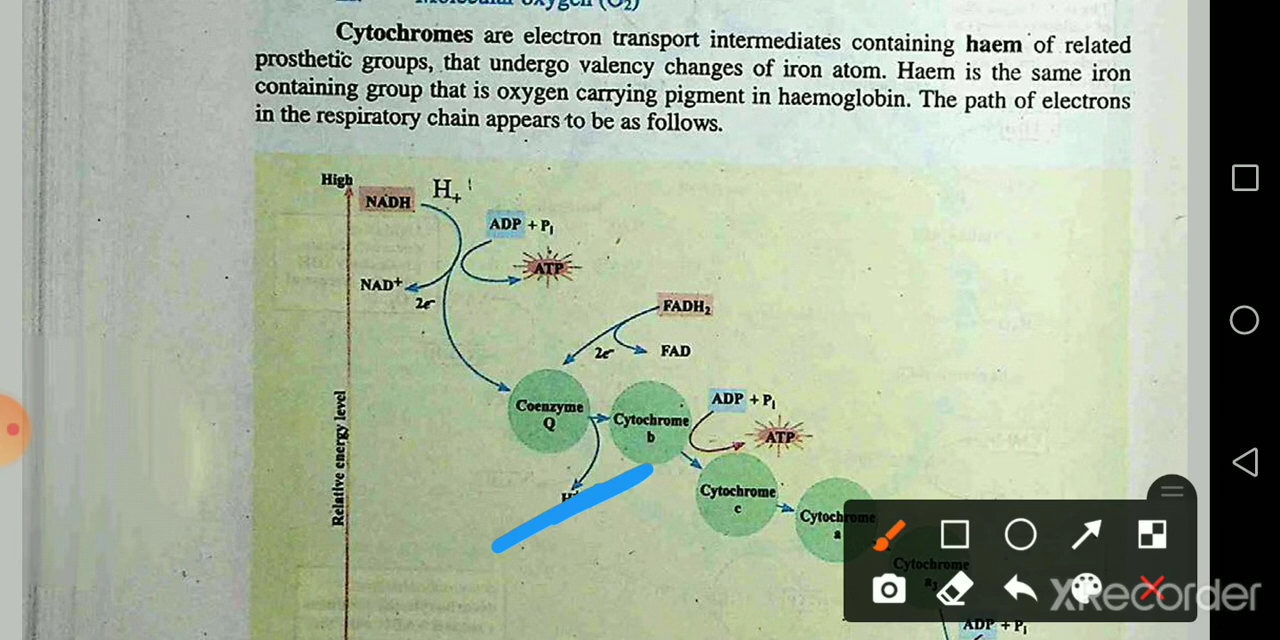 Molecular oxygen (O₂)
Cytochromes are electron transport intermediates containing haem of related
prosthetic groups, that undergo valency changes of iron atom. Haem is the same iron
containing group that is oxygen carrying pigment in haemoglobin. The path of electrons
in the respiratory chain appears to be as follows.
High
NADH
H+
ADP + Pi
ATP
NAD+
2e-
FADH2
2e-
FAD
Relative energy level
Coenzyme
Q
Cytochrome
b
ADP + Pi
ATP
Cytochrome
c
Cytochrome
a
Cytochrome
a3
ADP + Pi
XRecorder